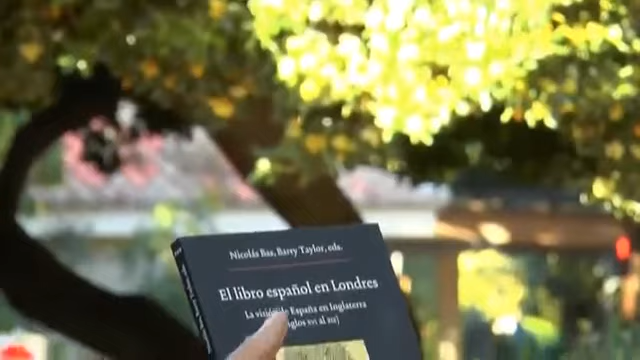 Nicolás Bas, Barry Taylor, eds.
El libro español en Londres
La visión de España en Inglaterra
siglos XVI al XIX)